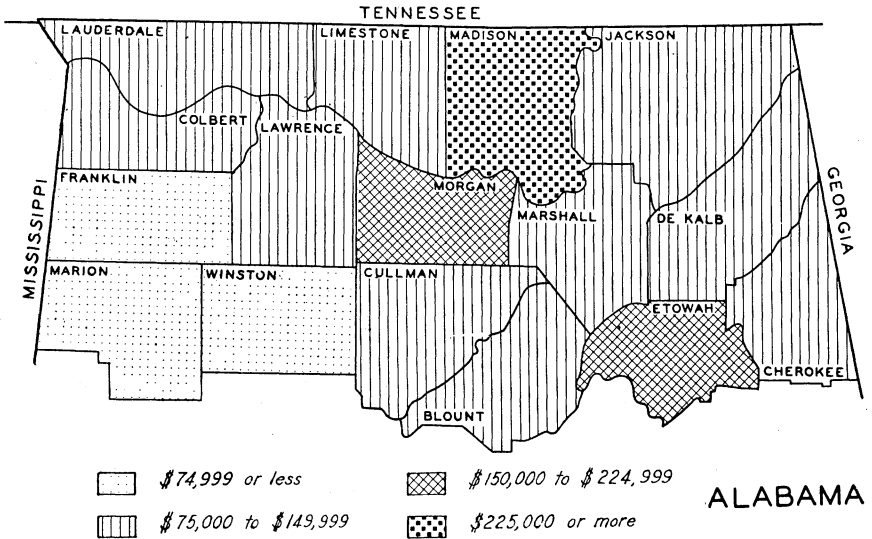 TENNESSEE
LAUDERDALE
LIMESTONE
MADISON
JACKSON
COLBERT
LAWRENCE
FRANKLIN
MORGAN
MARSHALL
DE KALB
MISSISSIPPI
GEORGIA
MARION
WINSTON
CULLMAN
ETOWAH
CHEROKEE
BLOUNT
$74,999 or less
$150,000 to $224,999
$75,000 to $149,999
$225,000 or more
ALABAMA